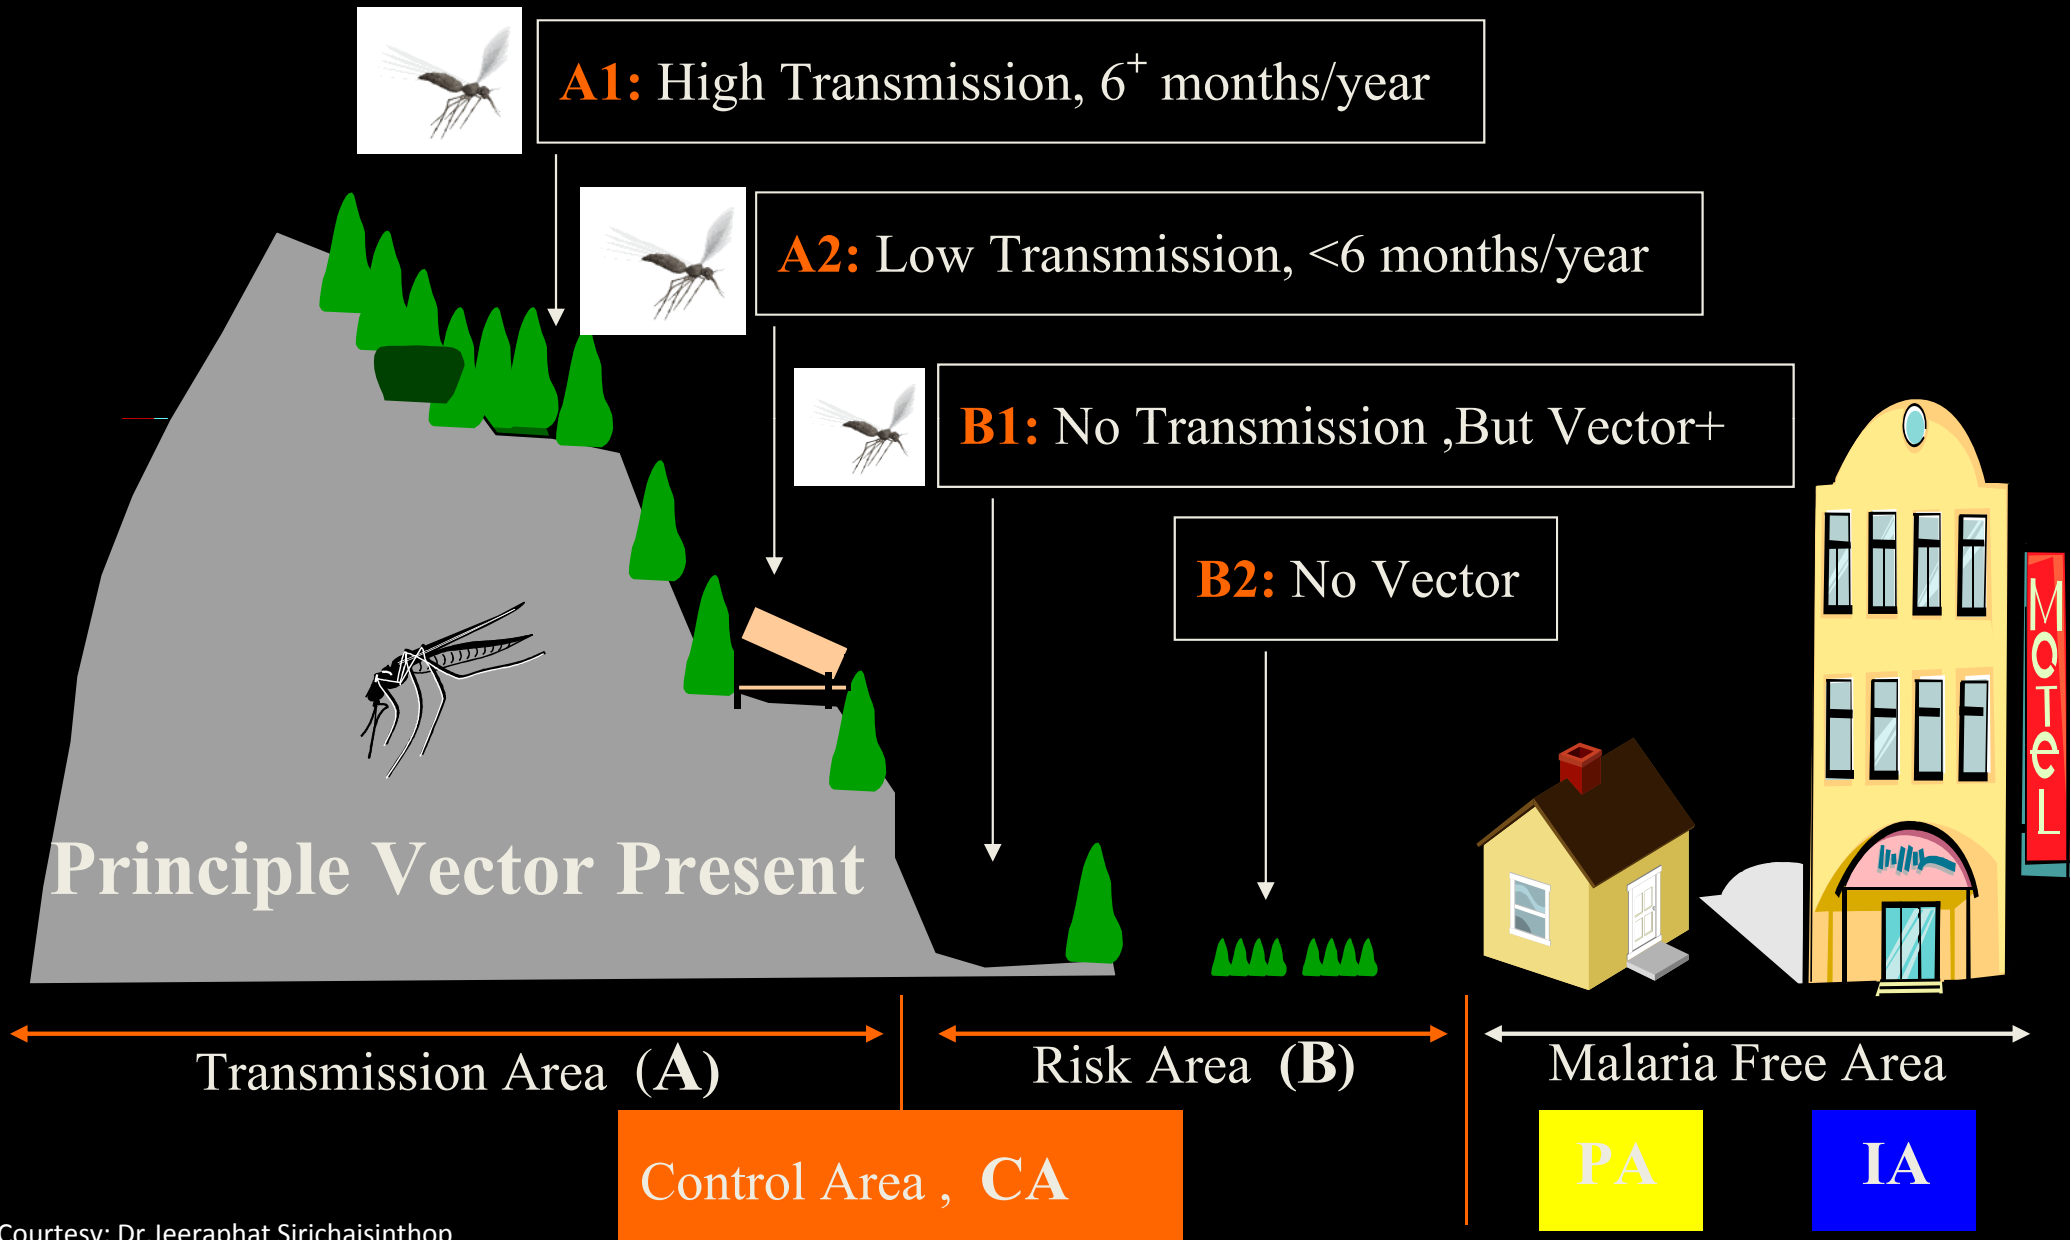 A1: High Transmission, 6+ months/year
A2: Low Transmission, <6 months/year
B1: No Transmission ,But Vector+
B2: No Vector
MoTeL
Principle Vector Present
Transmission Area (A)
Risk Area (B)
Malaria Free Area
Control Area , CA
PA
IA
Courtesy: Dr.Jeeraphat Sirichaisinthop